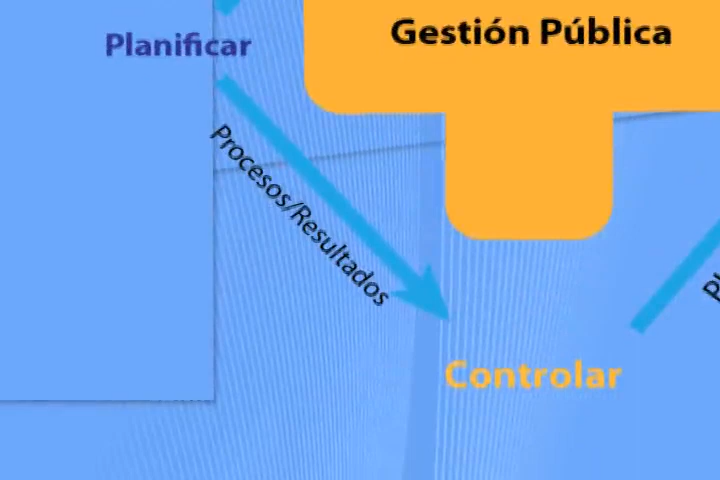 Gestión Pública
Planificar
Procesos/Resultados
Controlar